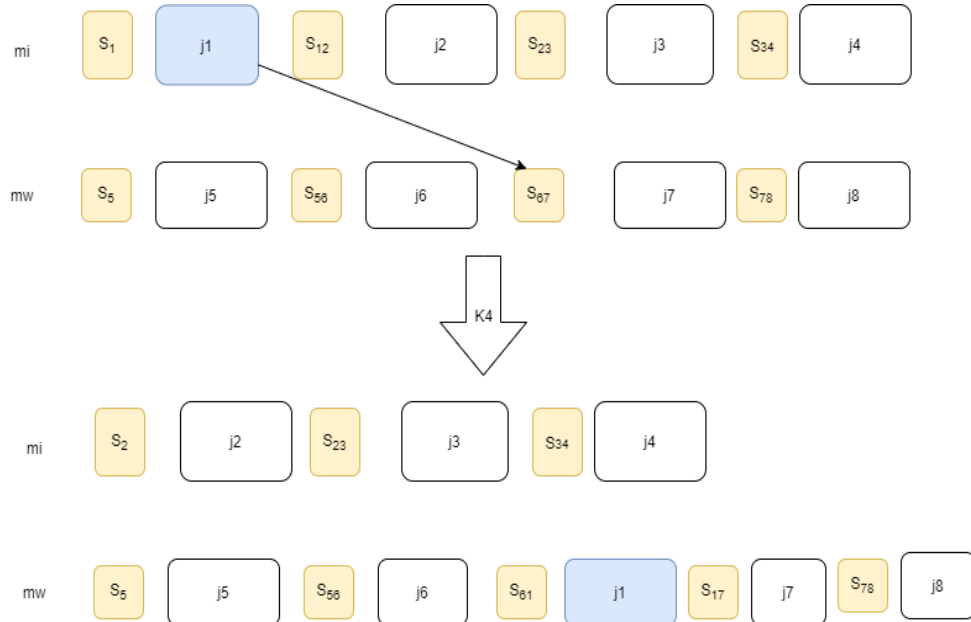 mi S₁ j1 S₁₂ j2 S₂₃ j3 S34 j4
mw S₅ j5 S₅₆ j6 S₆₇ j7 S₇₈ j8
K4
mi S₂ j2 S₂₃ j3 S34 j4
mw S₅ j5 S₅₆ j6 S₆₁ j1 S₁₇ j7 S₇₈ j8